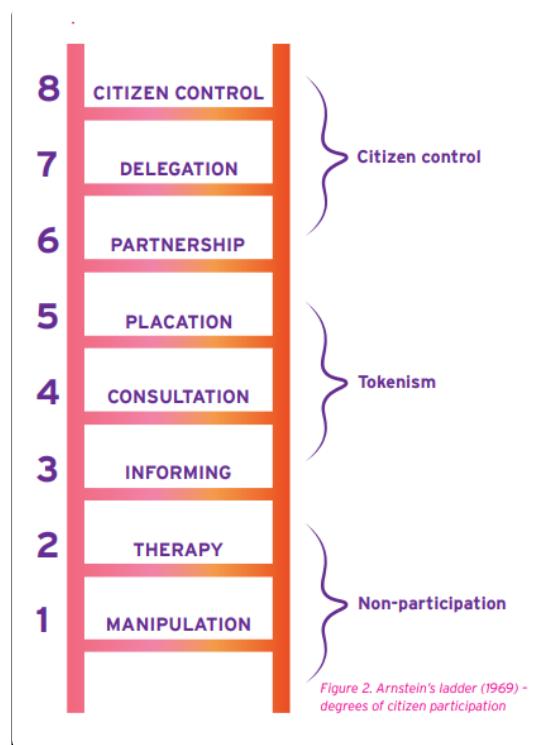 8 CITIZEN CONTROL
7 DELEGATION
Citizen control
6 PARTNERSHIP
5 PLACATION
4 CONSULTATION
Tokenism
3 INFORMING
2 THERAPY
1 MANIPULATION
Non-participation
Figure 2. Arnstein's ladder (1969) –
degrees of citizen participation